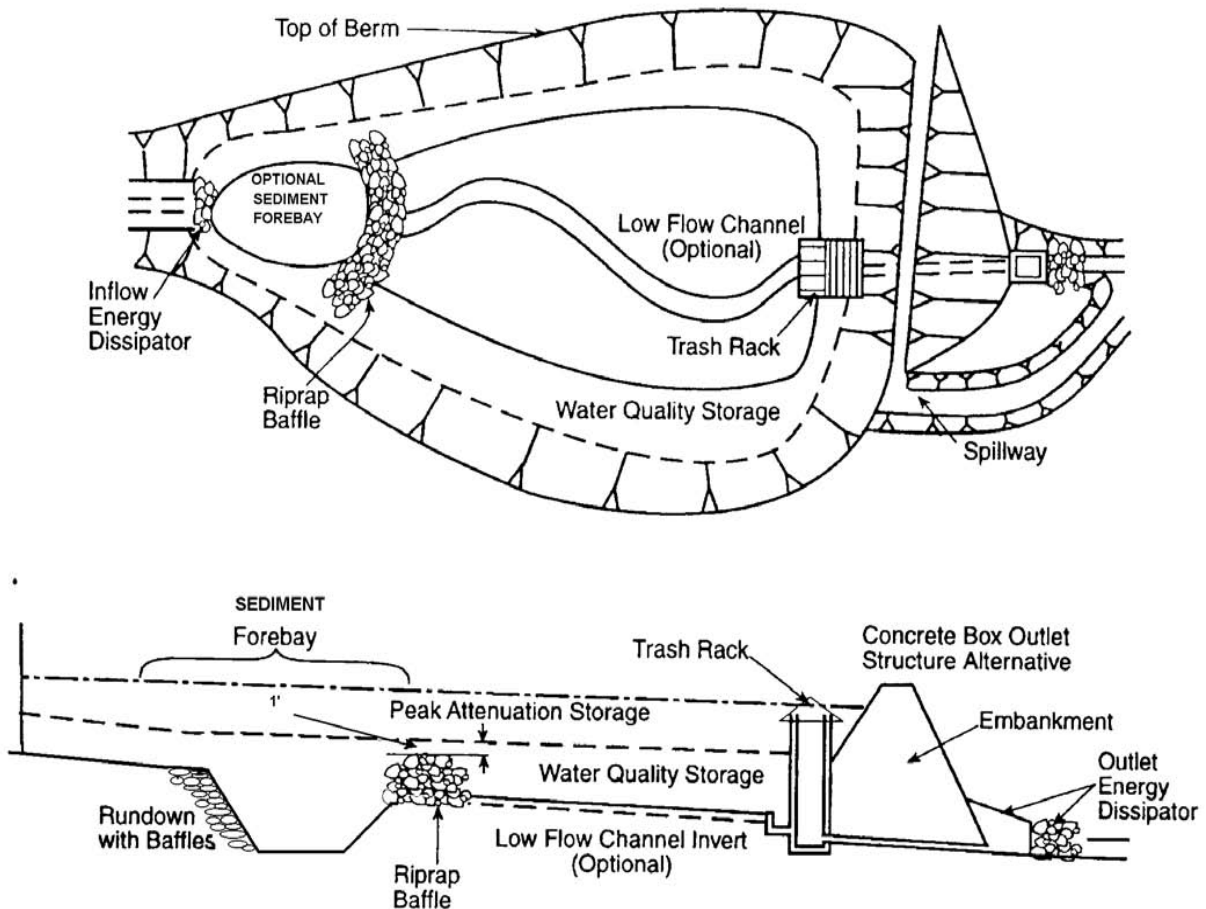 Top of Berm
OPTIONAL
SEDIMENT
FOREBAY
Low Flow Channel
(Optional)
Inflow
Energy
Dissipator
Trash Rack
Riprap
Baffle
Water Quality Storage
Spillway
SEDIMENT
Forebay
Trash Rack
Concrete Box Outlet
Structure Alternative
1'
Peak Attenuation Storage
Embankment
Water Quality Storage
Outlet
Energy
Dissipator
Rundown
with Baffles
Low Flow Channel Invert
(Optional)
Riprap
Baffle